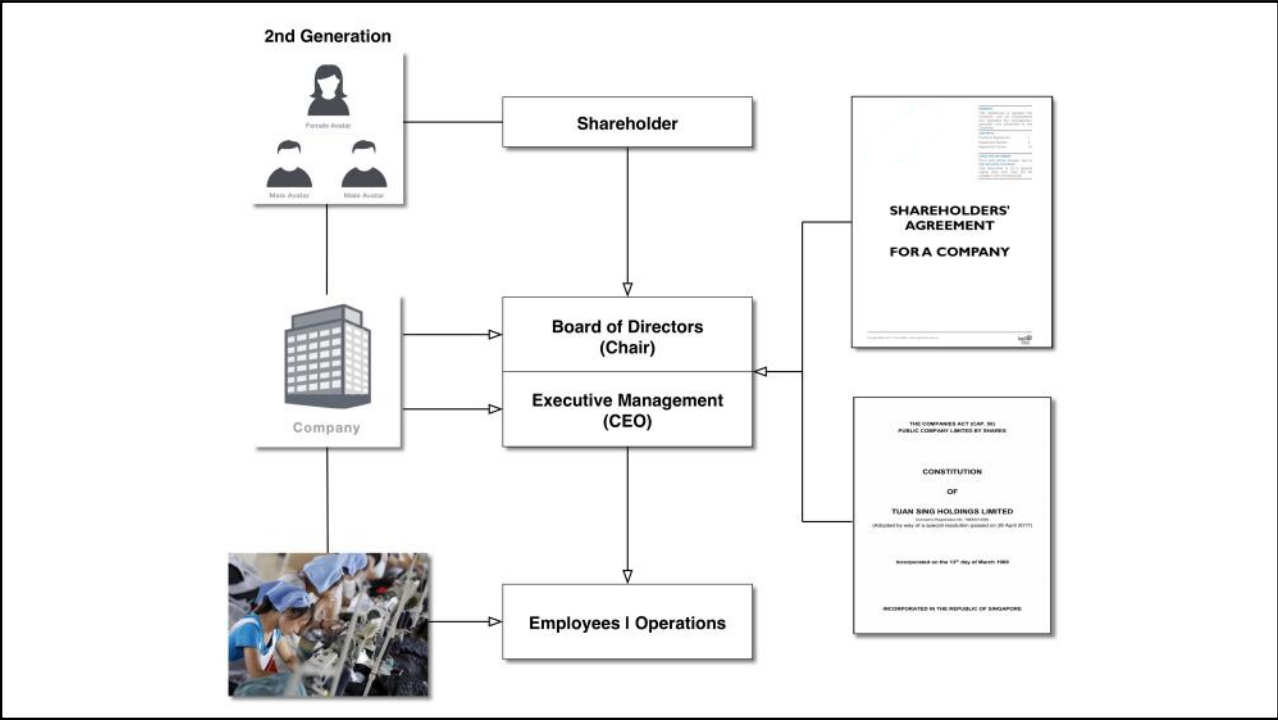 2nd Generation
Female Avatar
Male Avatar
Male Avatar
Shareholder
Company
Board of Directors
(Chair)
Executive Management
(CEO)
Employees | Operations
SHAREHOLDERS'
AGREEMENT
FOR A COMPANY
THE COMPANIES ACT (CAP. 50)
PUBLIC COMPANY LIMITED BY SHARES
CONSTITUTION
OF
TUAN SING HOLDINGS LIMITED
(Adopted by way of a special resolution passed on 26 April 2017)
Incorporated on the 13th day of March 1969
INCORPORATED IN THE REPUBLIC OF SINGAPORE